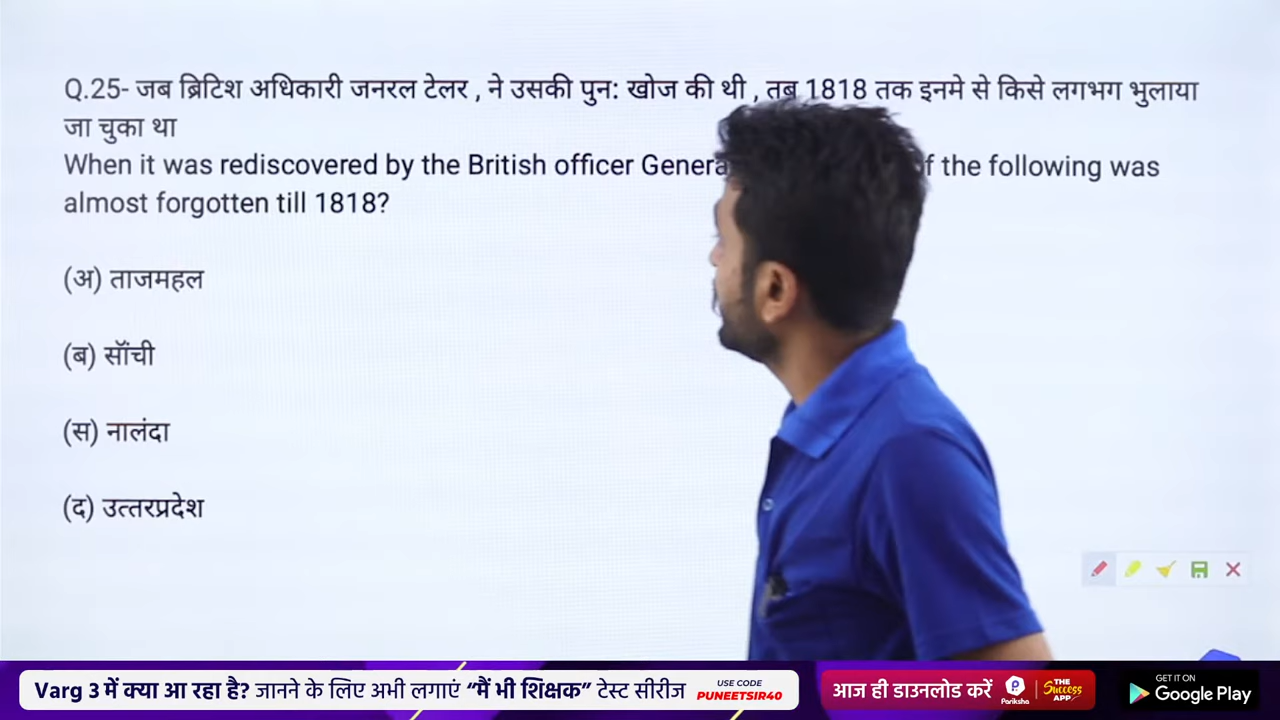 Q.25- जब ब्रिटिश अधिकारी जनरल टेलर , ने उसकी पुन: खोज की थी , तब 1818 तक इनमे से किसे लगभग भुलाया
जा चुका था
When it was rediscovered by the British officer Genera f the following was
almost forgotten till 1818?
(अ) ताजमहल
(ब) सॉंची
(स) नालंदा
(द) उत्तरप्रदेश
Varg 3 में क्या आ रहा है? जानने के लिए अभी लगाएं “मैं भी शिक्षक” टेस्ट सीरीज
USE CODE
PUNEETSIR40
आज ही डाउनलोड करें
Pariksha
THE
Success
APP
GET IT ON
Google Play